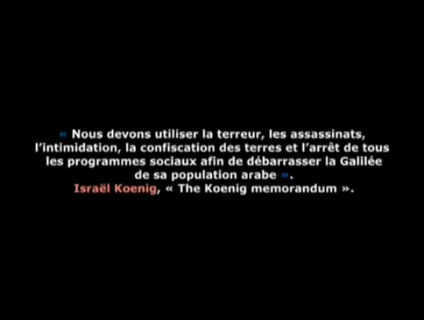 « Nous devons utiliser la terreur, les assassinats,
l'intimidation, la confiscation des terres et l'arrêt de tous
les programmes sociaux afin de débarrasser la Galilée
de sa population arabe ».
Israël Koenig, « The Koenig memorandum ».